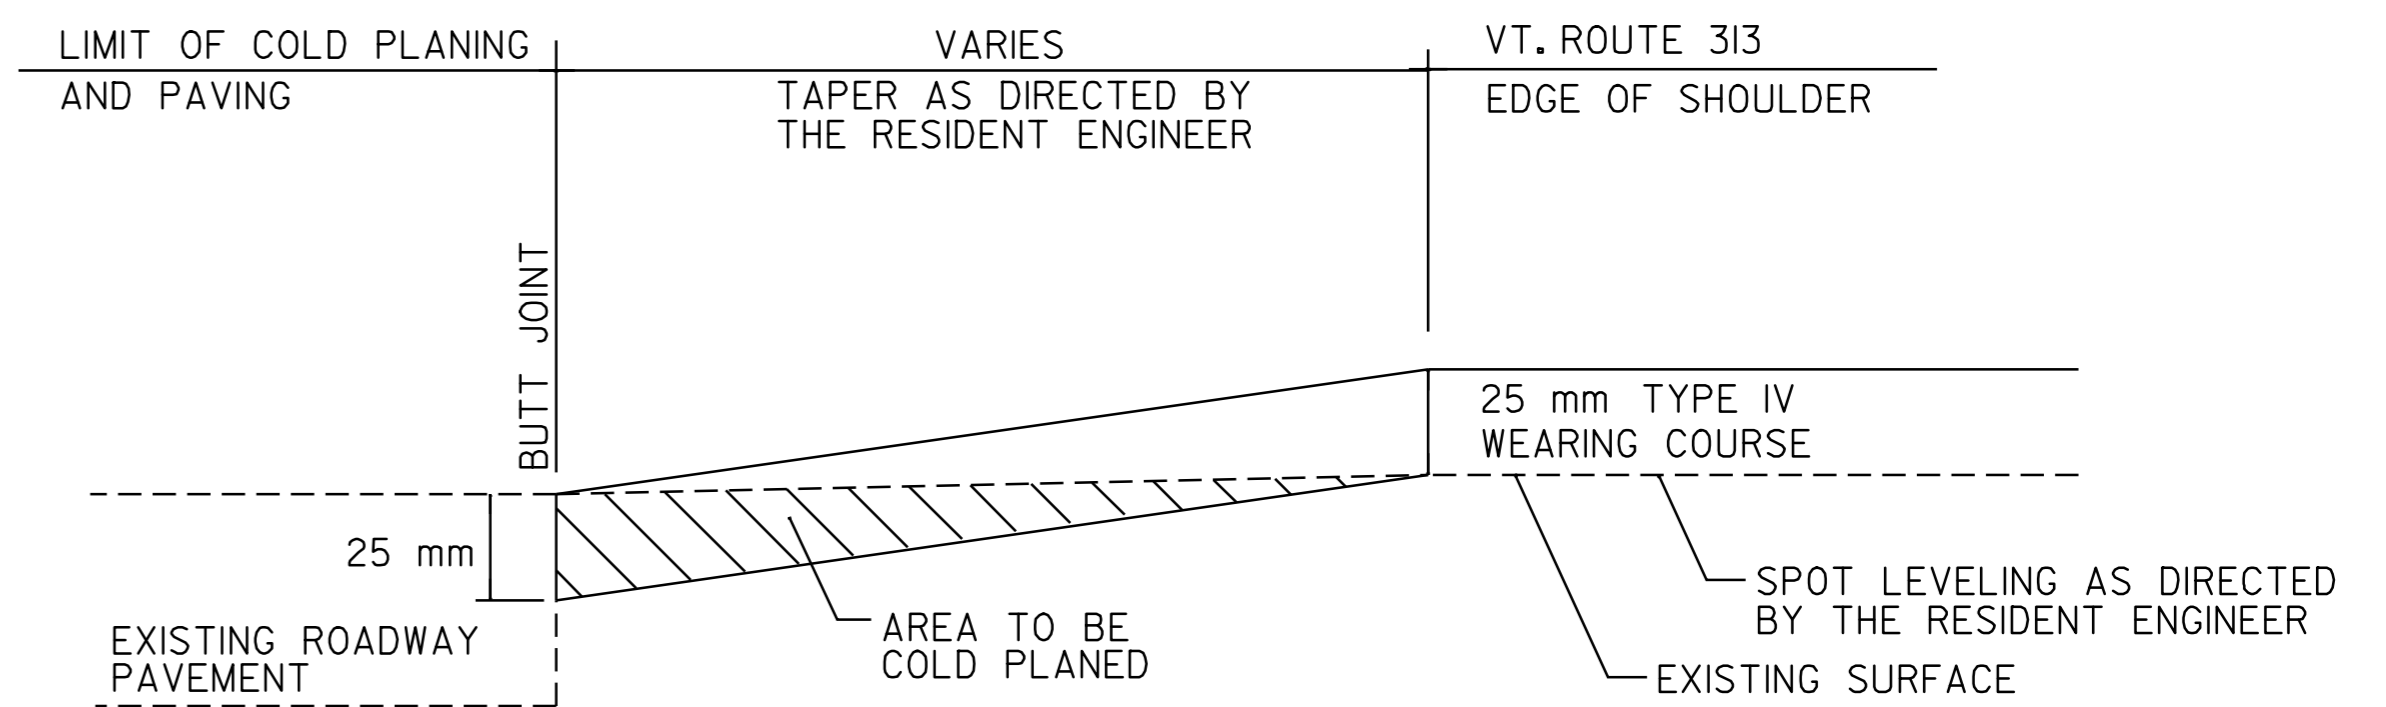 LIMIT OF COLD PLANING
AND PAVING
VARIES
TAPER AS DIRECTED BY
THE RESIDENT ENGINEER
VT. ROUTE 313
EDGE OF SHOULDER
BUTT JOINT
25 mm TYPE IV
WEARING COURSE
25 mm
EXISTING ROADWAY
PAVEMENT
AREA TO BE
COLD PLANED
SPOT LEVELING AS DIRECTED
BY THE RESIDENT ENGINEER
EXISTING SURFACE